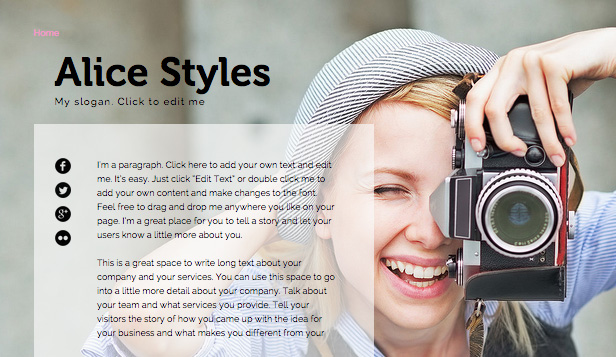 Home
Alice Styles
My slogan. Click to edit me
I'm a paragraph. Click here to add your own text and edit
me. It's easy. Just click "Edit Text" or double click me to
add your own content and make changes to the font.
Feel free to drag and drop me anywhere you like on your
page. I'm a great place for you to tell a story and let your
users know a little more about you.
This is a great space to write long text about your
company and your services. You can use this space to go
into a little more detail about your company. Talk about
your team and what services you provide. Tell your
visitors the story of how you came up with the idea for
your business and what makes you different from your